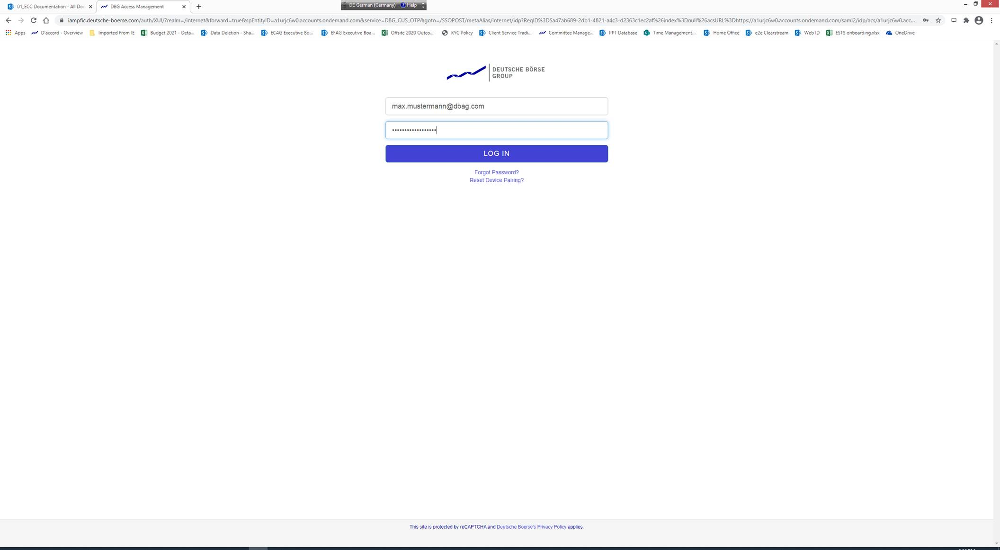 01_ECC Documentation - All Doc
DBG Access Management
DE German (Germany) Help
iampfic.deutsche-boerse.com/auth/XUI/?realm=/internet&forward=true&spEntityID=a1urjc6w0.accounts.ondemand.com&service=DBG_CUS_OTP&goto=/SSOPOST/metaAlias/internet/idp?ReqID%3DSa47ab689-2db1-4821-a4c3-d2363c1ec2af%26index%3Dnull%26acsURL%3Dhttps://a1urjc6w0.accounts.ondemand.com/saml2/idp/acs/a1urjc6w0.acc...
Apps D'accord - Overview Imported From IE Budget 2021 - Deta... Data Deletion - Sha... ECAG Executive Bo... EFAG Executive Boa... Offsite 2020 Outco... KYC Policy Client Service Tradi... Committee Manage... PPT Database Time Management... Home Office e2e Clearstream Web ID ESTS onboarding.xlsx OneDrive
DEUTSCHE BÖRSE
GROUP
max.mustermann@dbag.com
LOG IN
Forgot Password?
Reset Device Pairing?
This site is protected by reCAPTCHA and Deutsche Boerse's Privacy Policy applies.